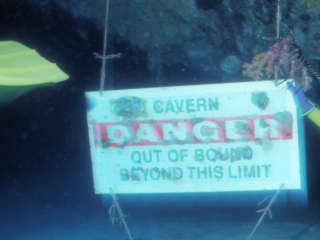 CAVERN
DANGER
OUT OF BOUND
BEYOND THIS LIMIT